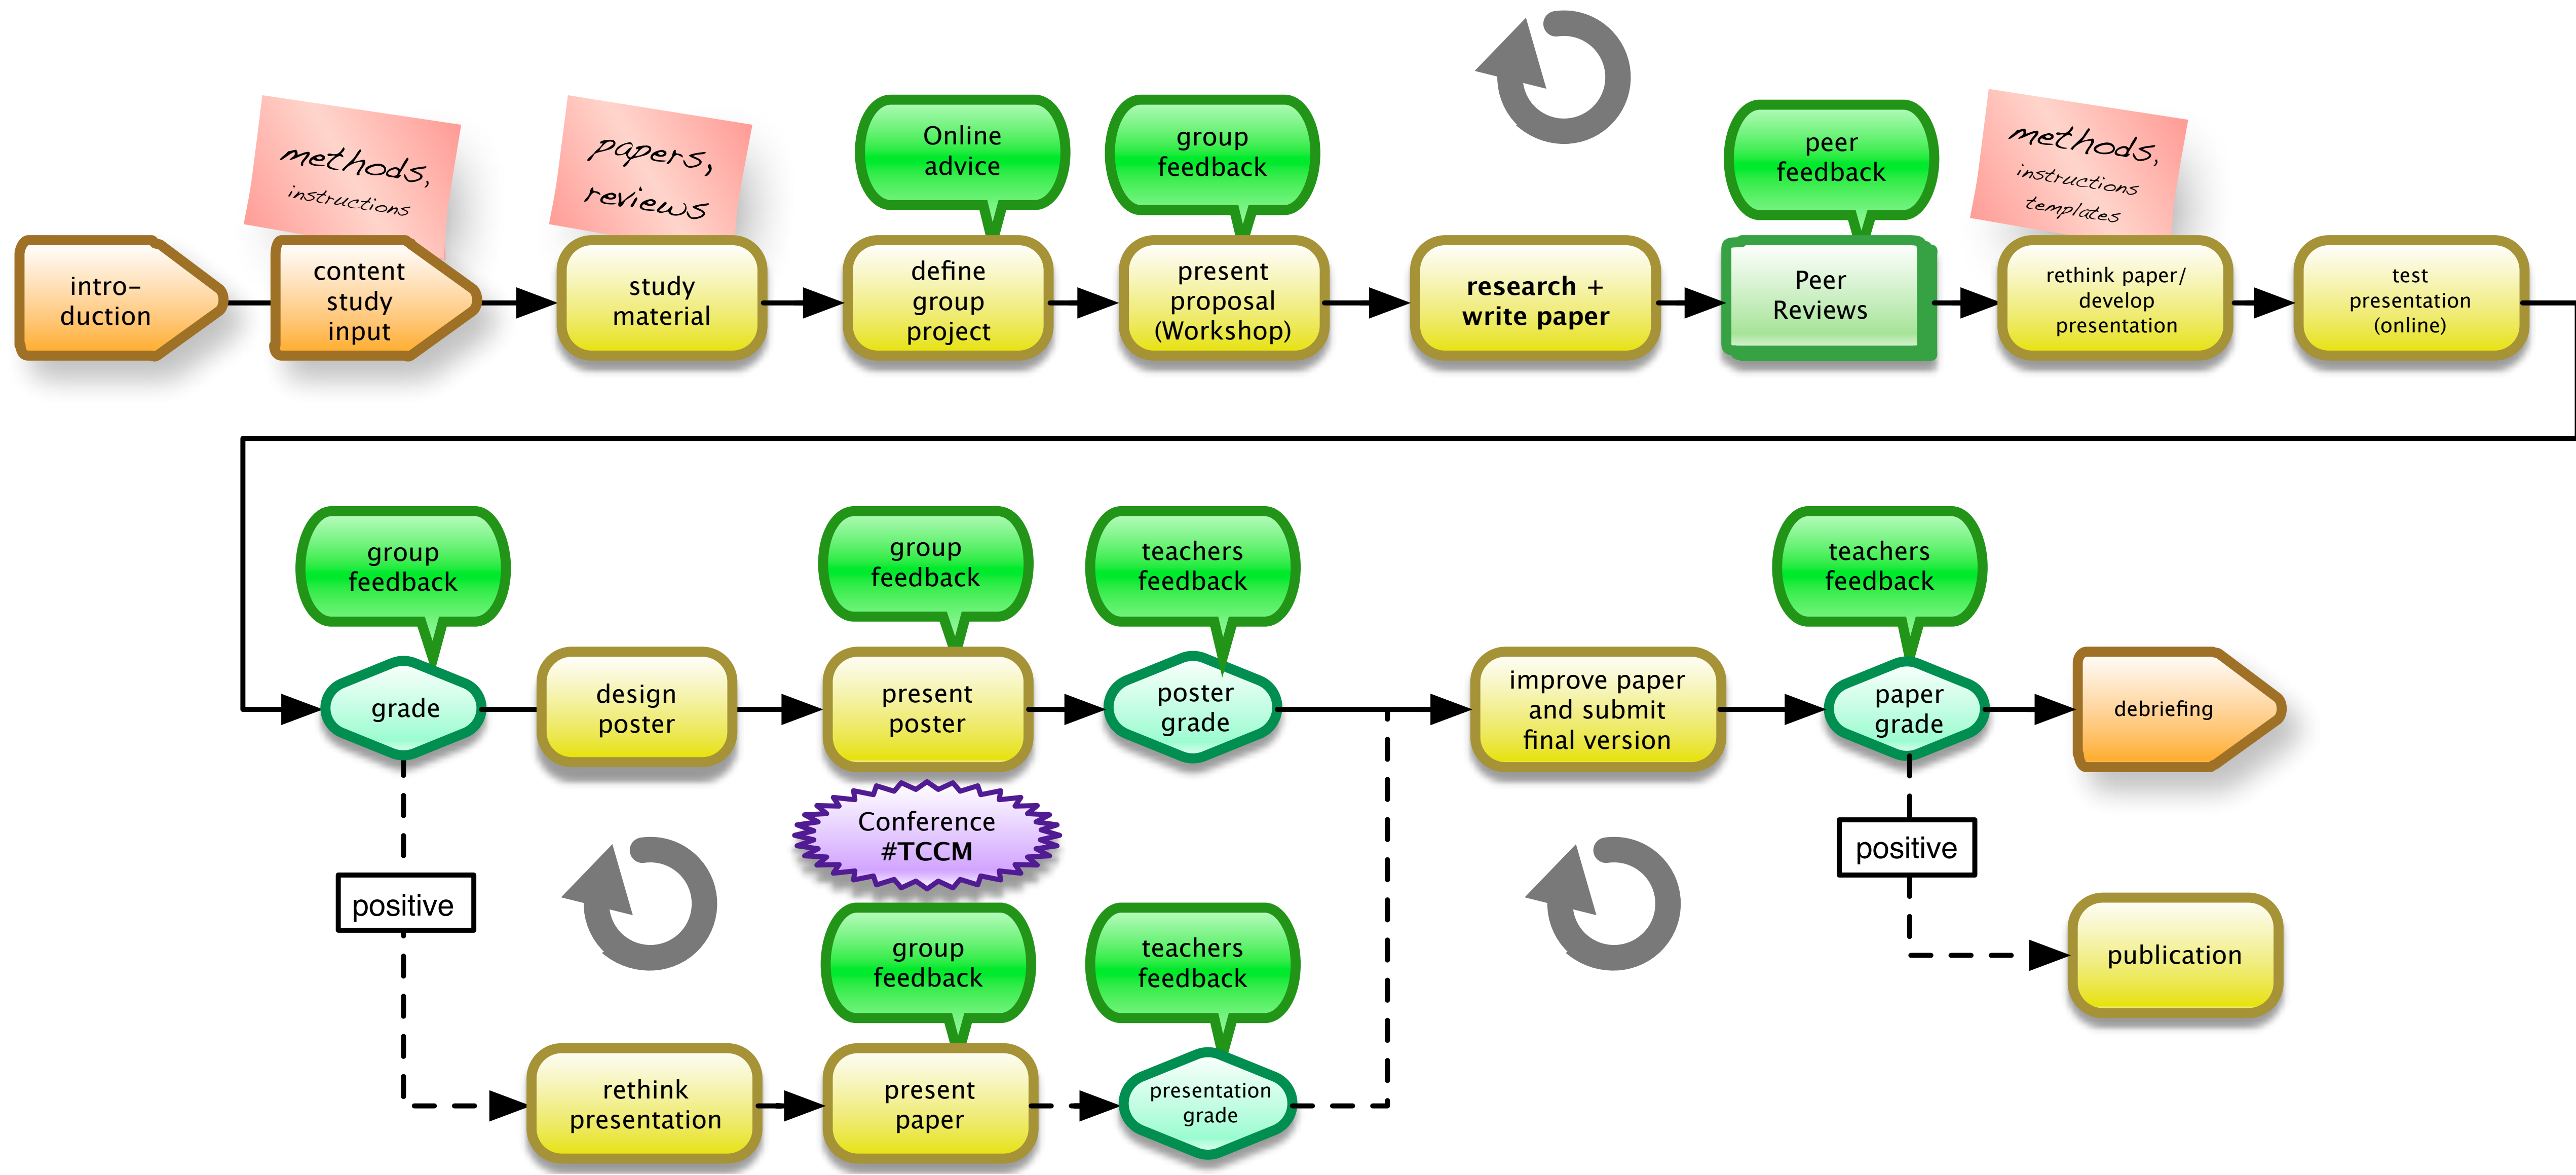 methods,
instructions
papers,
reviews
Online
advice
group
feedback
peer
feedback
methods,
instructions
templates
intro-
duction
content
study
input
study
material
define
group
project
present
proposal
(Workshop)
research +
write paper
Peer
Reviews
rethink paper/
develop
presentation
test
presentation
(online)
group
feedback
group
feedback
teachers
feedback
teachers
feedback
grade
design
poster
present
poster
poster
grade
improve paper
and submit
final version
paper
grade
debriefing
Conference
#TCCM
positive
positive
group
feedback
teachers
feedback
publication
rethink
presentation
present
paper
presentation
grade